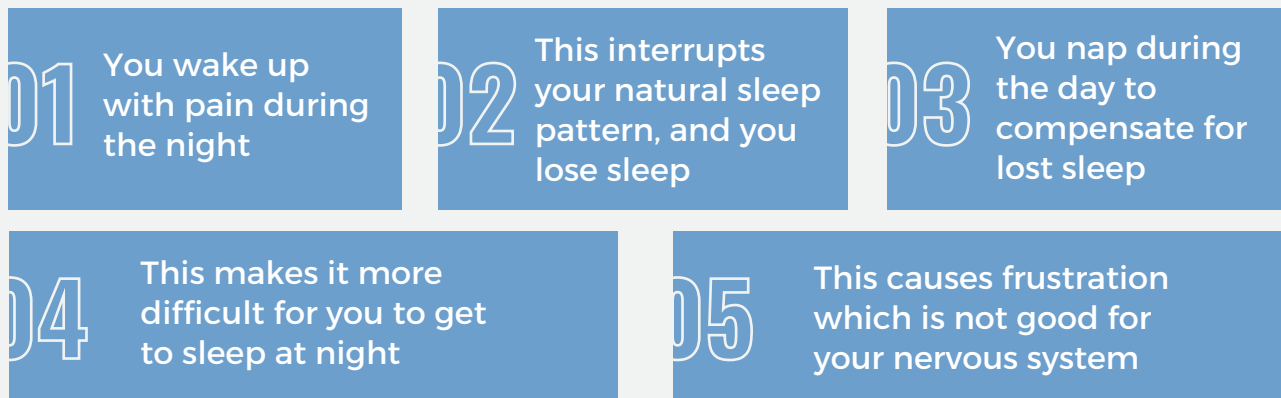 01
You wake up
with pain during
the night
02
This interrupts
your natural sleep
pattern, and you
lose sleep
03
You nap during
the day to
compensate for
lost sleep
04
This makes it more
difficult for you to get
to sleep at night
05
This causes frustration
which is not good for
your nervous system